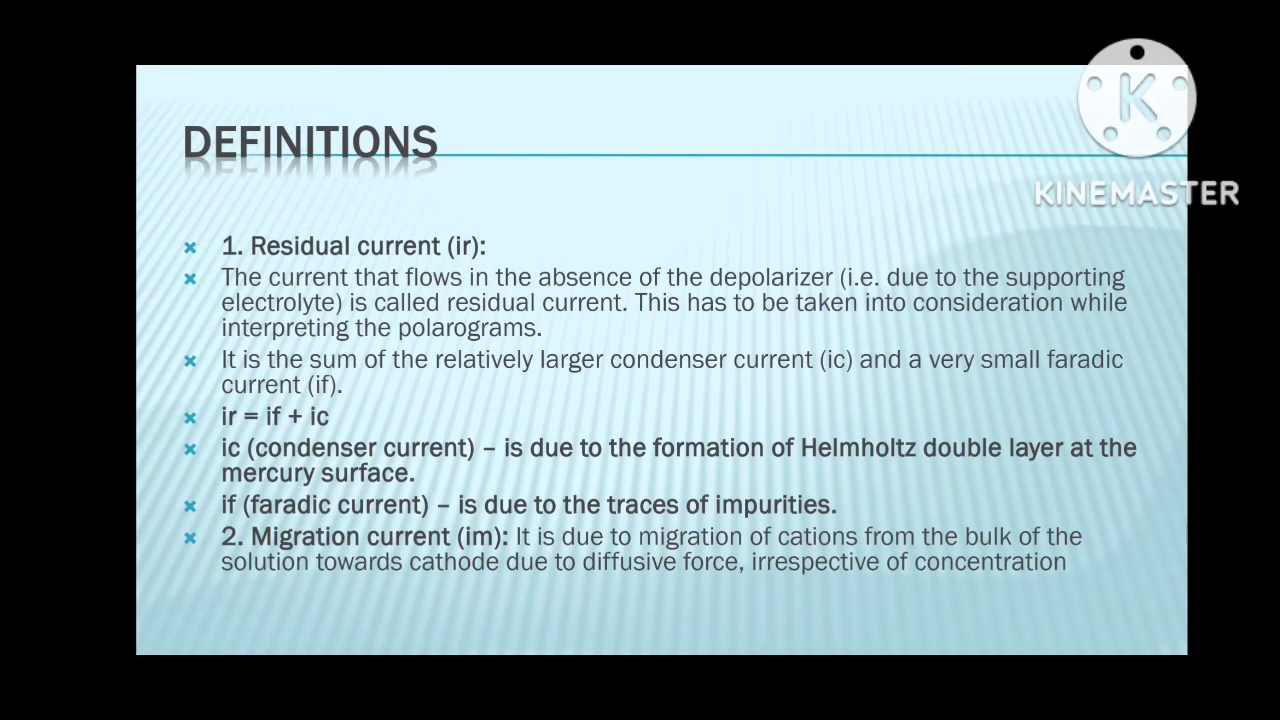 K
KINEMASTER
DEFINITIONS
1. Residual current (ir):
The current that flows in the absence of the depolarizer (i.e. due to the supporting
electrolyte) is called residual current. This has to be taken into consideration while
interpreting the polarograms.
It is the sum of the relatively larger condenser current (ic) and a very small faradic
current (if).
ir = if + ic
ic (condenser current) – is due to the formation of Helmholtz double layer at the
mercury surface.
if (faradic current) – is due to the traces of impurities.
2. Migration current (im): It is due to migration of cations from the bulk of the
solution towards cathode due to diffusive force, irrespective of concentration